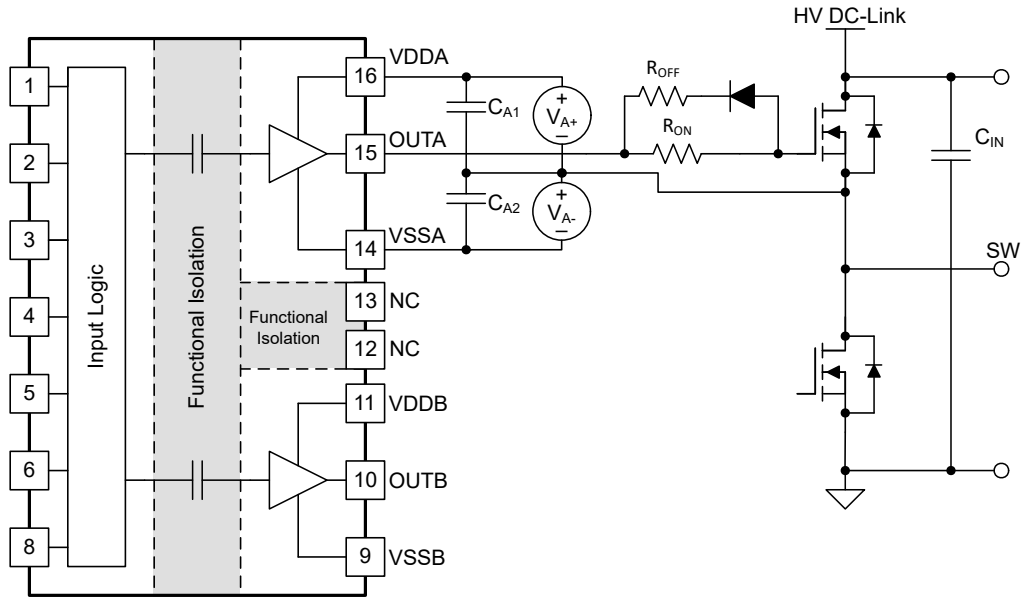 HV DC-Link
VDDA
1
16
R_OFF
C_A1
+
V_A+
–
OUTA
R_ON
C_IN
2
15
C_A2
+
V_A-
–
3
VSSA
14
SW
Input Logic
Functional Isolation
4
13
NC
Functional
Isolation
12
NC
5
11
VDDB
6
10
OUTB
8
9
VSSB